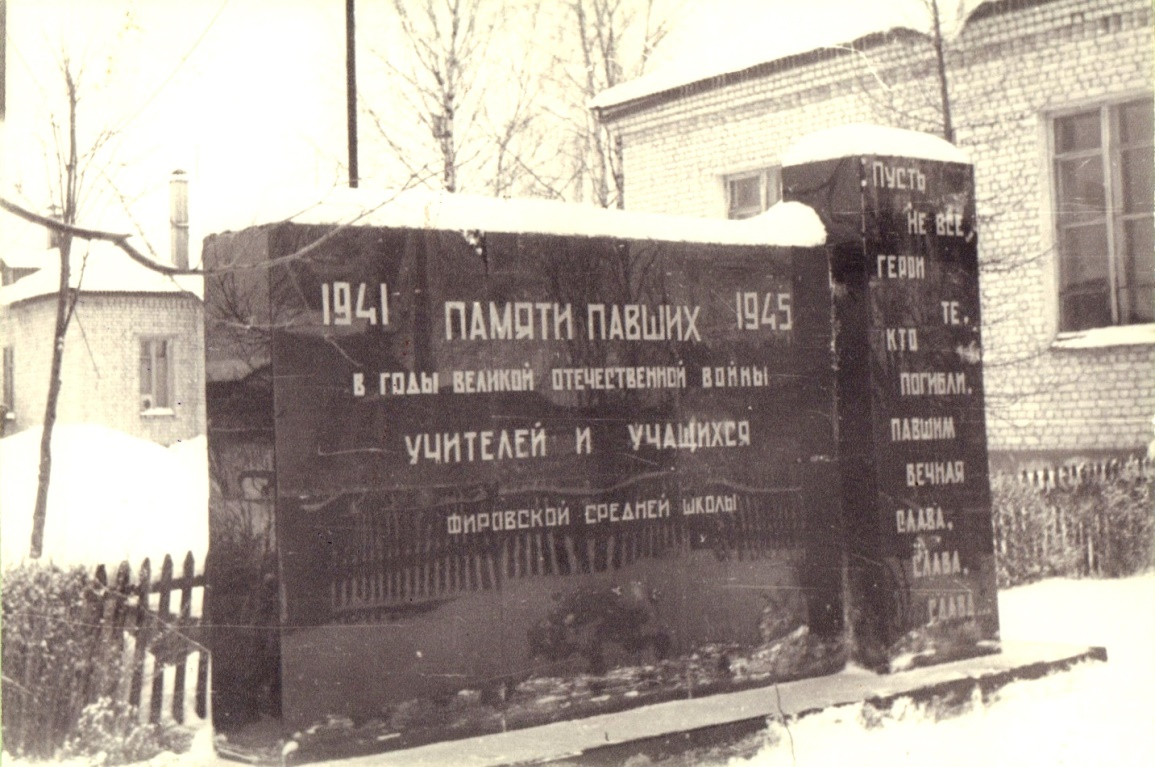 1941 ПАМЯТИ ПАВШИХ 1945
В ГОДЫ ВЕЛИКОЙ ОТЕЧЕСТВЕННОЙ ВОЙНЫ
УЧИТЕЛЕЙ И УЧАЩИХСЯ
ФИРОВСКОЙ СРЕДНЕЙ ШКОЛЫ
ПУСТЬ
НЕ ВСЕ,
ГЕРОИ
ТЕ,
КТО
ПОГИБЛИ.
ПАВШИМ
ВЕЧНАЯ
СЛАВА,
СЛАВА,
СЛАВА